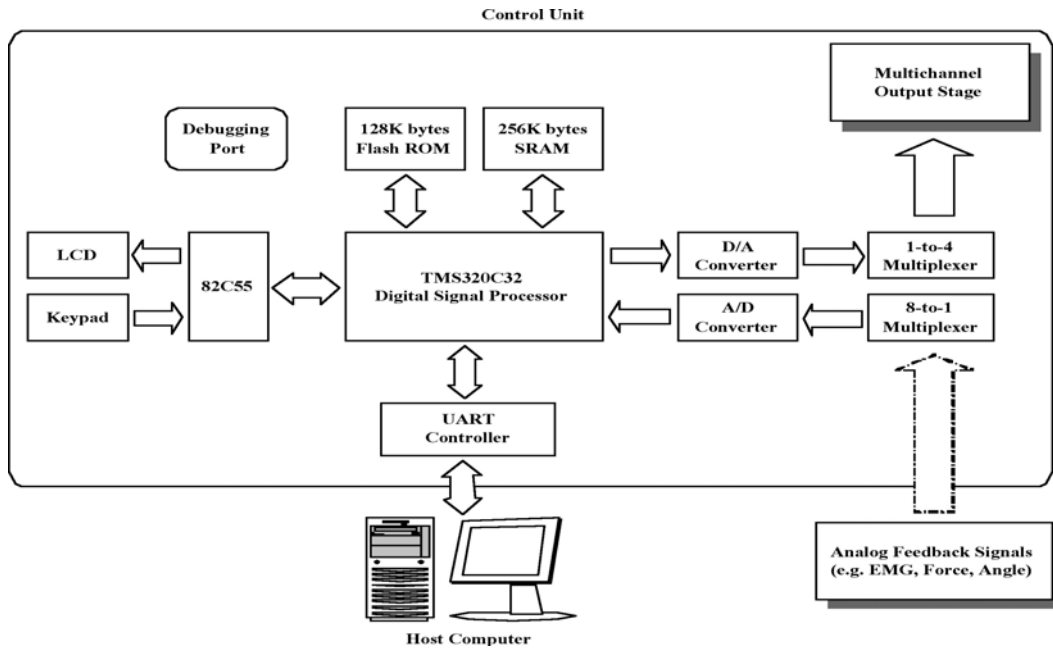 Control Unit
Multichannel
Output Stage
Debugging
Port
128K bytes
Flash ROM
256K bytes
SRAM
LCD
Keypad
82C55
TMS320C32
Digital Signal Processor
D/A
Converter
1-to-4
Multiplexer
A/D
Converter
8-to-1
Multiplexer
UART
Controller
Analog Feedback Signals
(e.g. EMG, Force, Angle)
Host Computer